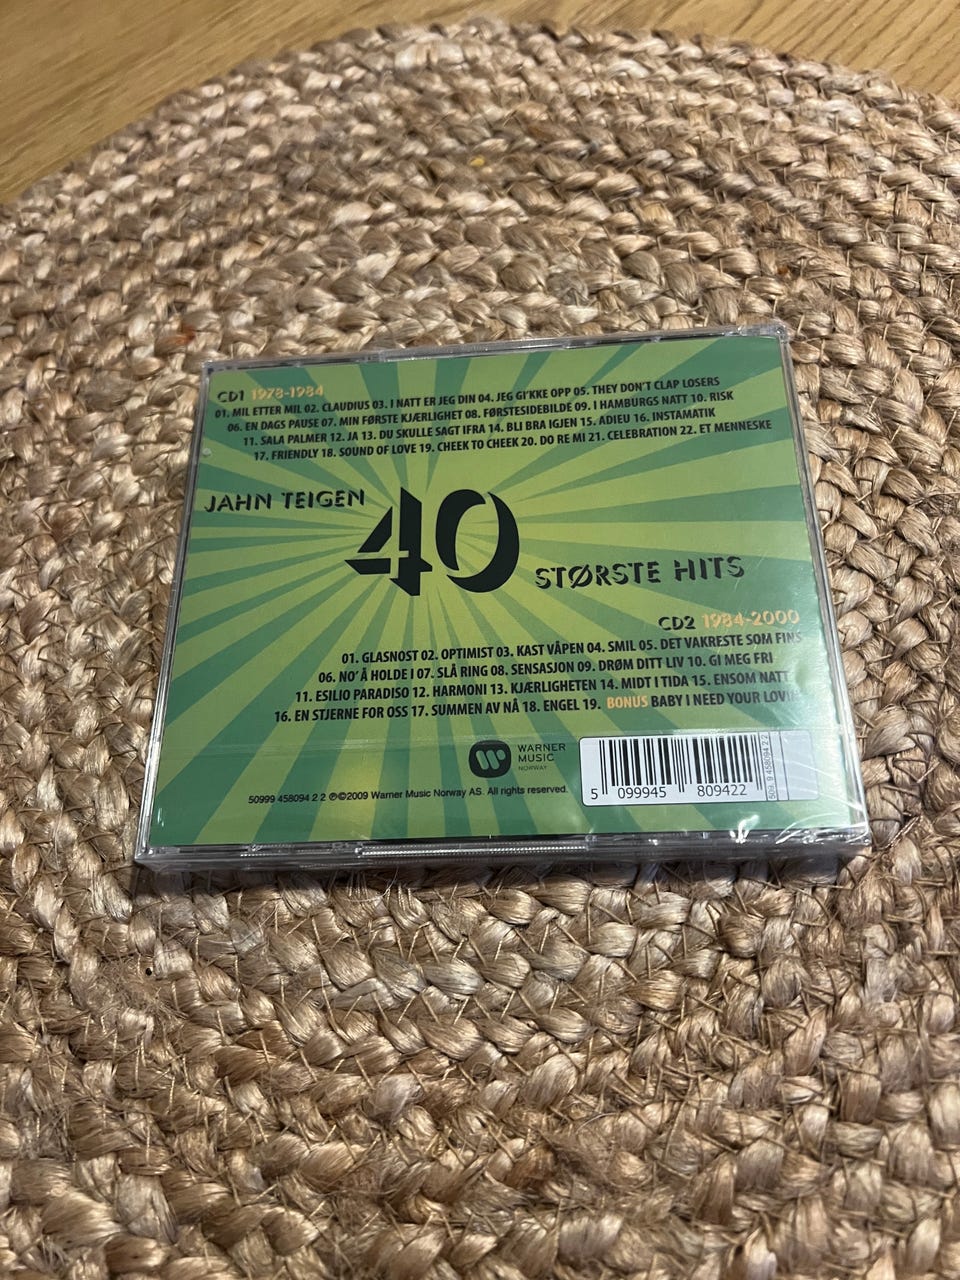 CD1 1978-1984
01. MIL ETTER MIL 02. CLAUDIUS 03. I NATT ER JEG DIN 04. JEG GI'KKE OPP 05. THEY DON'T CLAP LOSERS
06. EN DAGS PAUSE 07. MIN FØRSTE KJÆRLIGHET 08. FØRSTESIDEBILDE 09. I HAMBURGS NATT 10. RISK
11. SALA PALMER 12. JA 13. DU SKULLE SAGT IFRA 14. BLI BRA IGJEN 15. ADIEU 16. INSTAMATIK
17. FRIENDLY 18. SOUND OF LOVE 19. CHEEK TO CHEEK 20. DO RE MI 21. CELEBRATION 22. ET MENNESKE
JAHN TEIGEN
40
STØRSTE HITS
CD2 1984-2000
01. GLASNOST 02. OPTIMIST 03. KAST VÅPEN 04. SMIL 05. DET VAKRESTE SOM FINS
06. NO' Å HOLDE I 07. SLÅ RING 08. SENSASJON 09. DRØM DITT LIV 10. GI MEG FRI
11. ESILIO PARADISO 12. HARMONI 13. KJÆRLIGHETEN 14. MIDT I TIDA 15. ENSOM NATT
16. EN STJERNE FOR OSS 17. SUMMEN AV NÅ 18. ENGEL 19. BONUS BABY I NEED YOUR LOVIN'
WARNER
MUSIC
NORWAY
50999 458094 2 2 ℗©2009 Warner Music Norway AS. All rights reserved.
5 099945 809422
509 9 458094 2 2